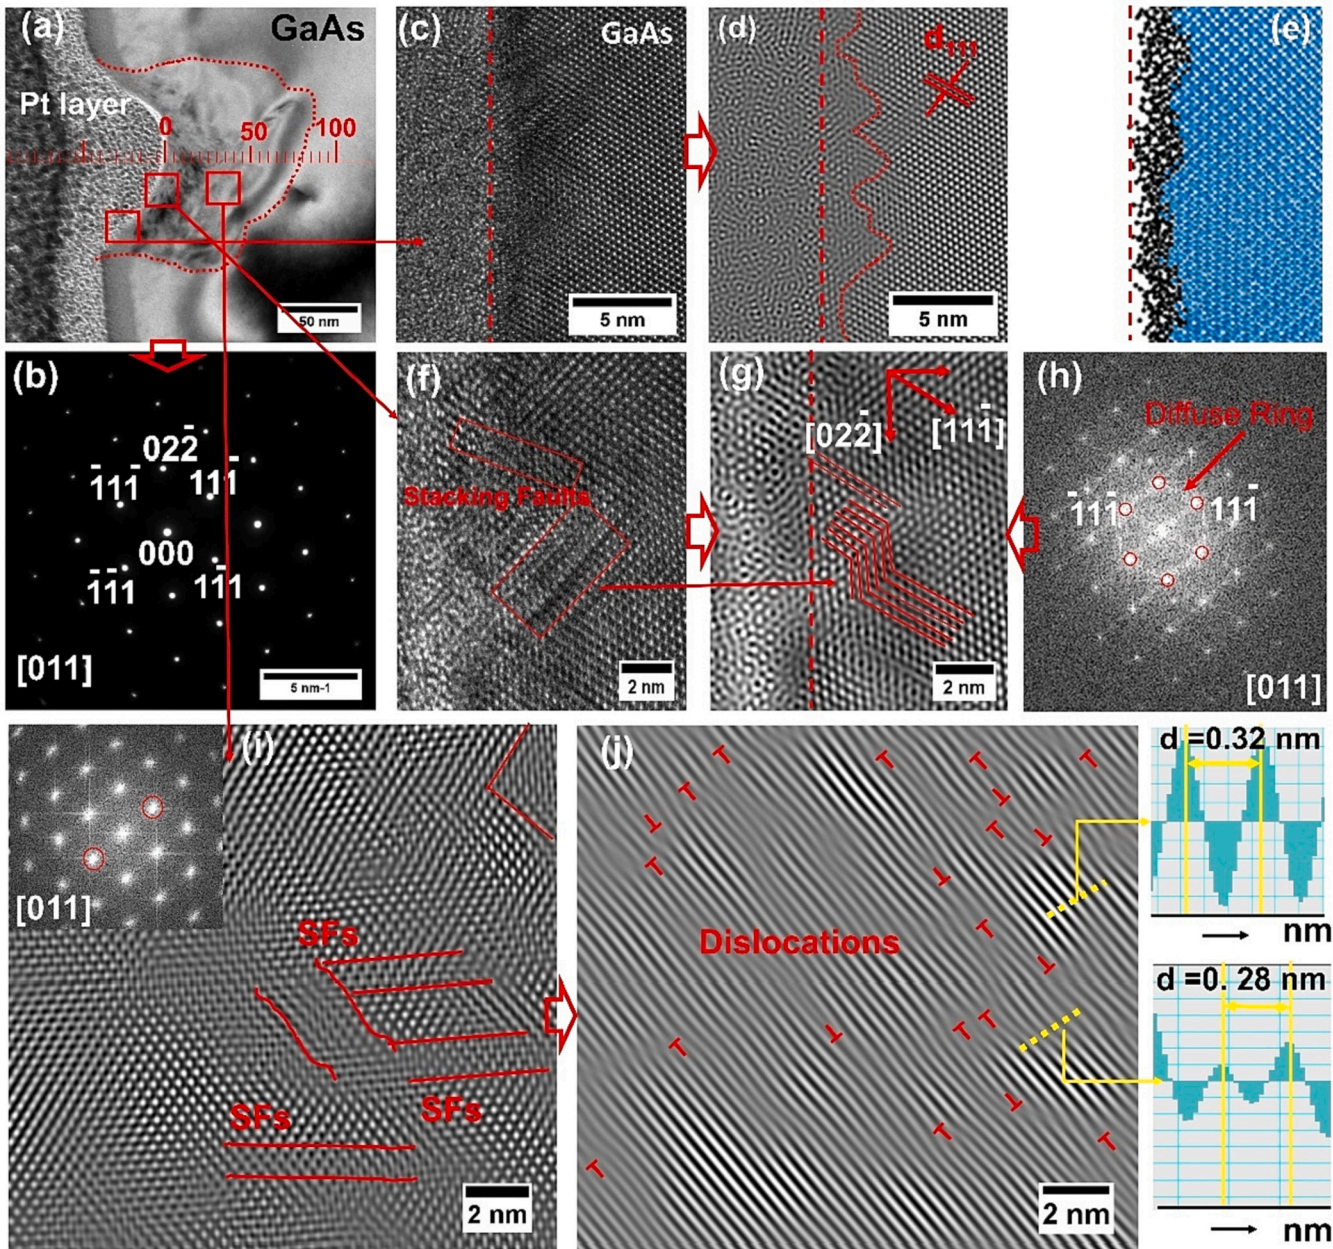 (a)
GaAs
Pt layer
0
50
100
50 nm
(c)
GaAs
5 nm
(d)
d111
5 nm
(e)
(b)
022̄
1̄11̄
111̄
000
1̄1̄1
11̄1
[011]
5 nm-1
(f)
Stacking Faults
2 nm
(g)
[022̄]
[111̄]
2 nm
(h)
Diffuse Ring
1̄11̄
111̄
[011]
[011]
(i)
SFs
SFs
SFs
2 nm
(j)
Dislocations
2 nm
d =0.32 nm
nm
d =0. 28 nm
nm